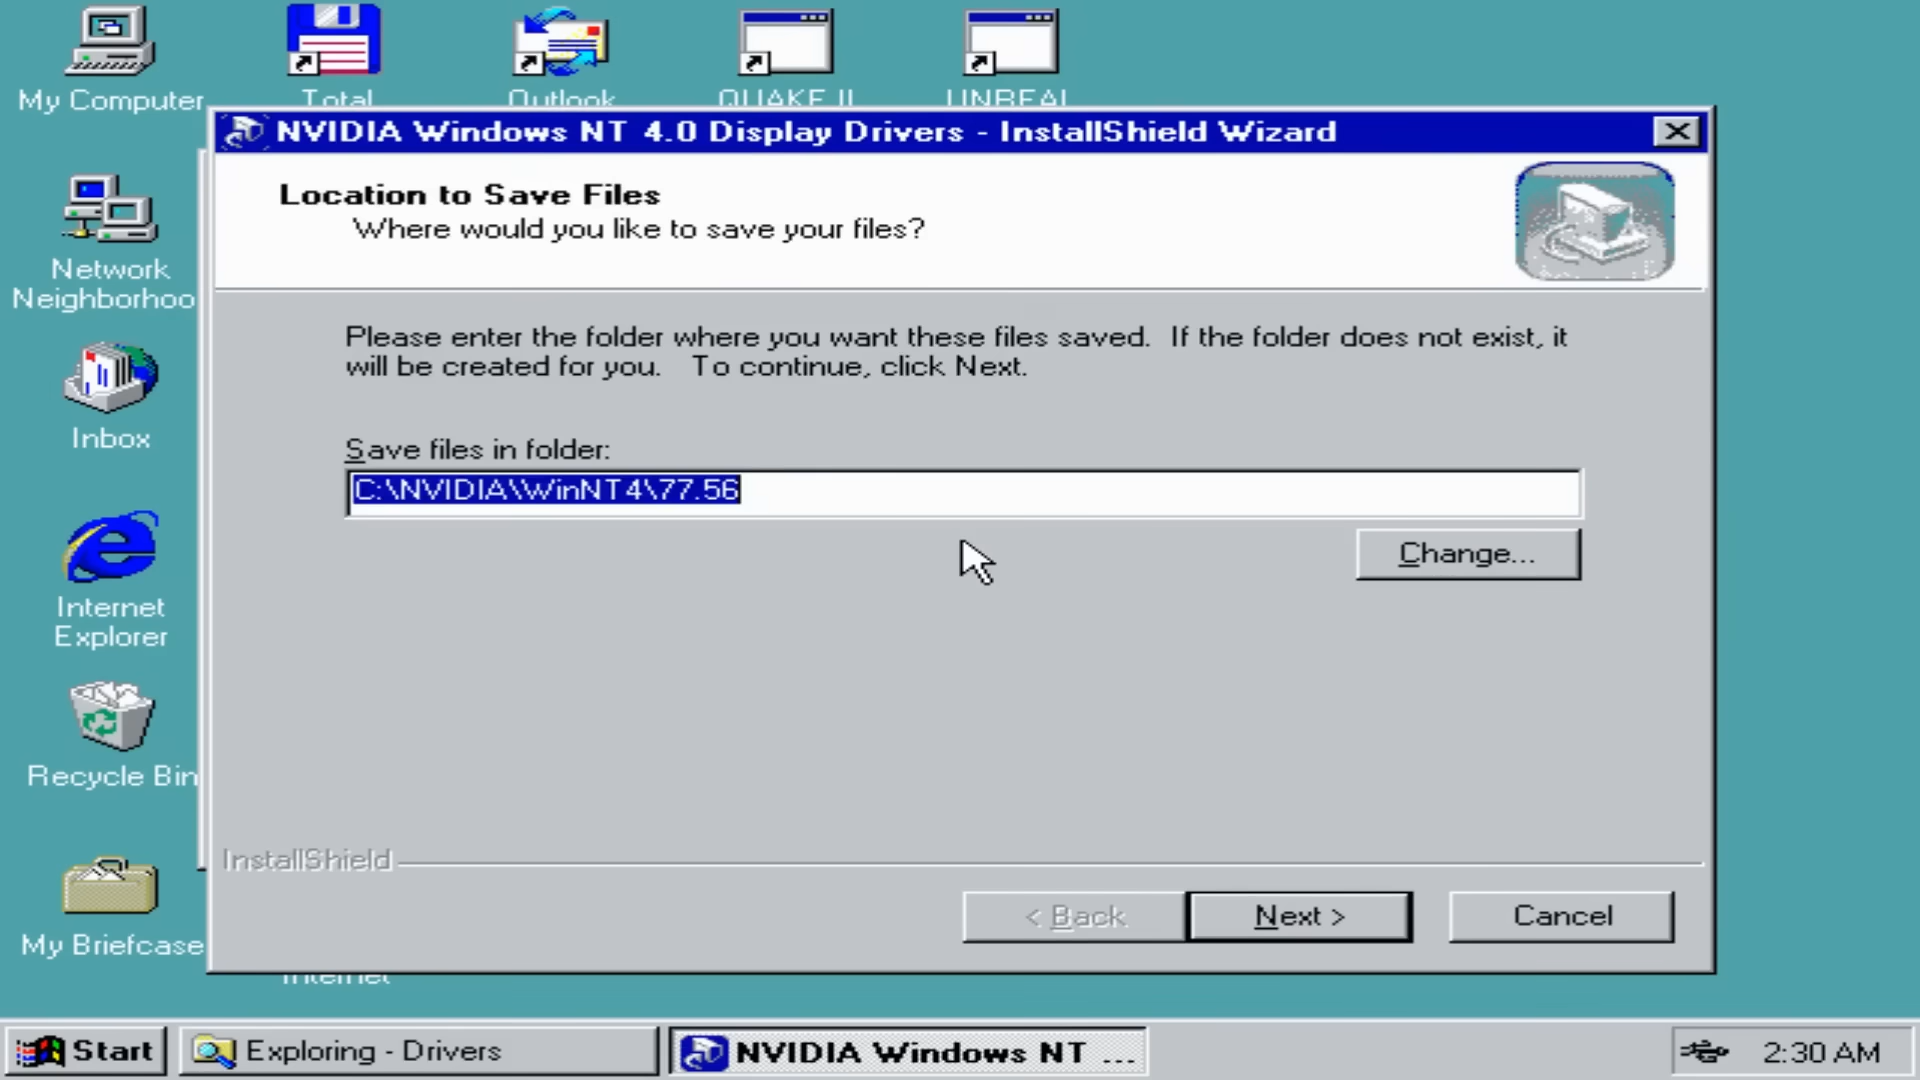 My Computer
Total
Outlook
QUAKE II
UNREAL
NVIDIA Windows NT 4.0 Display Drivers - InstallShield Wizard
Location to Save Files
Where would you like to save your files?
Network
Neighborhoo
Please enter the folder where you want these files saved. If the folder does not exist, it
will be created for you. To continue, click Next.
Inbox
Save files in folder:
C:\NVIDIA\WinNT4\77.56
Change...
Internet
Explorer
Recycle Bin
InstallShield
< Back
Next >
Cancel
My Briefcase
Internet
Start
Exploring - Drivers
NVIDIA Windows NT ...
2:30 AM